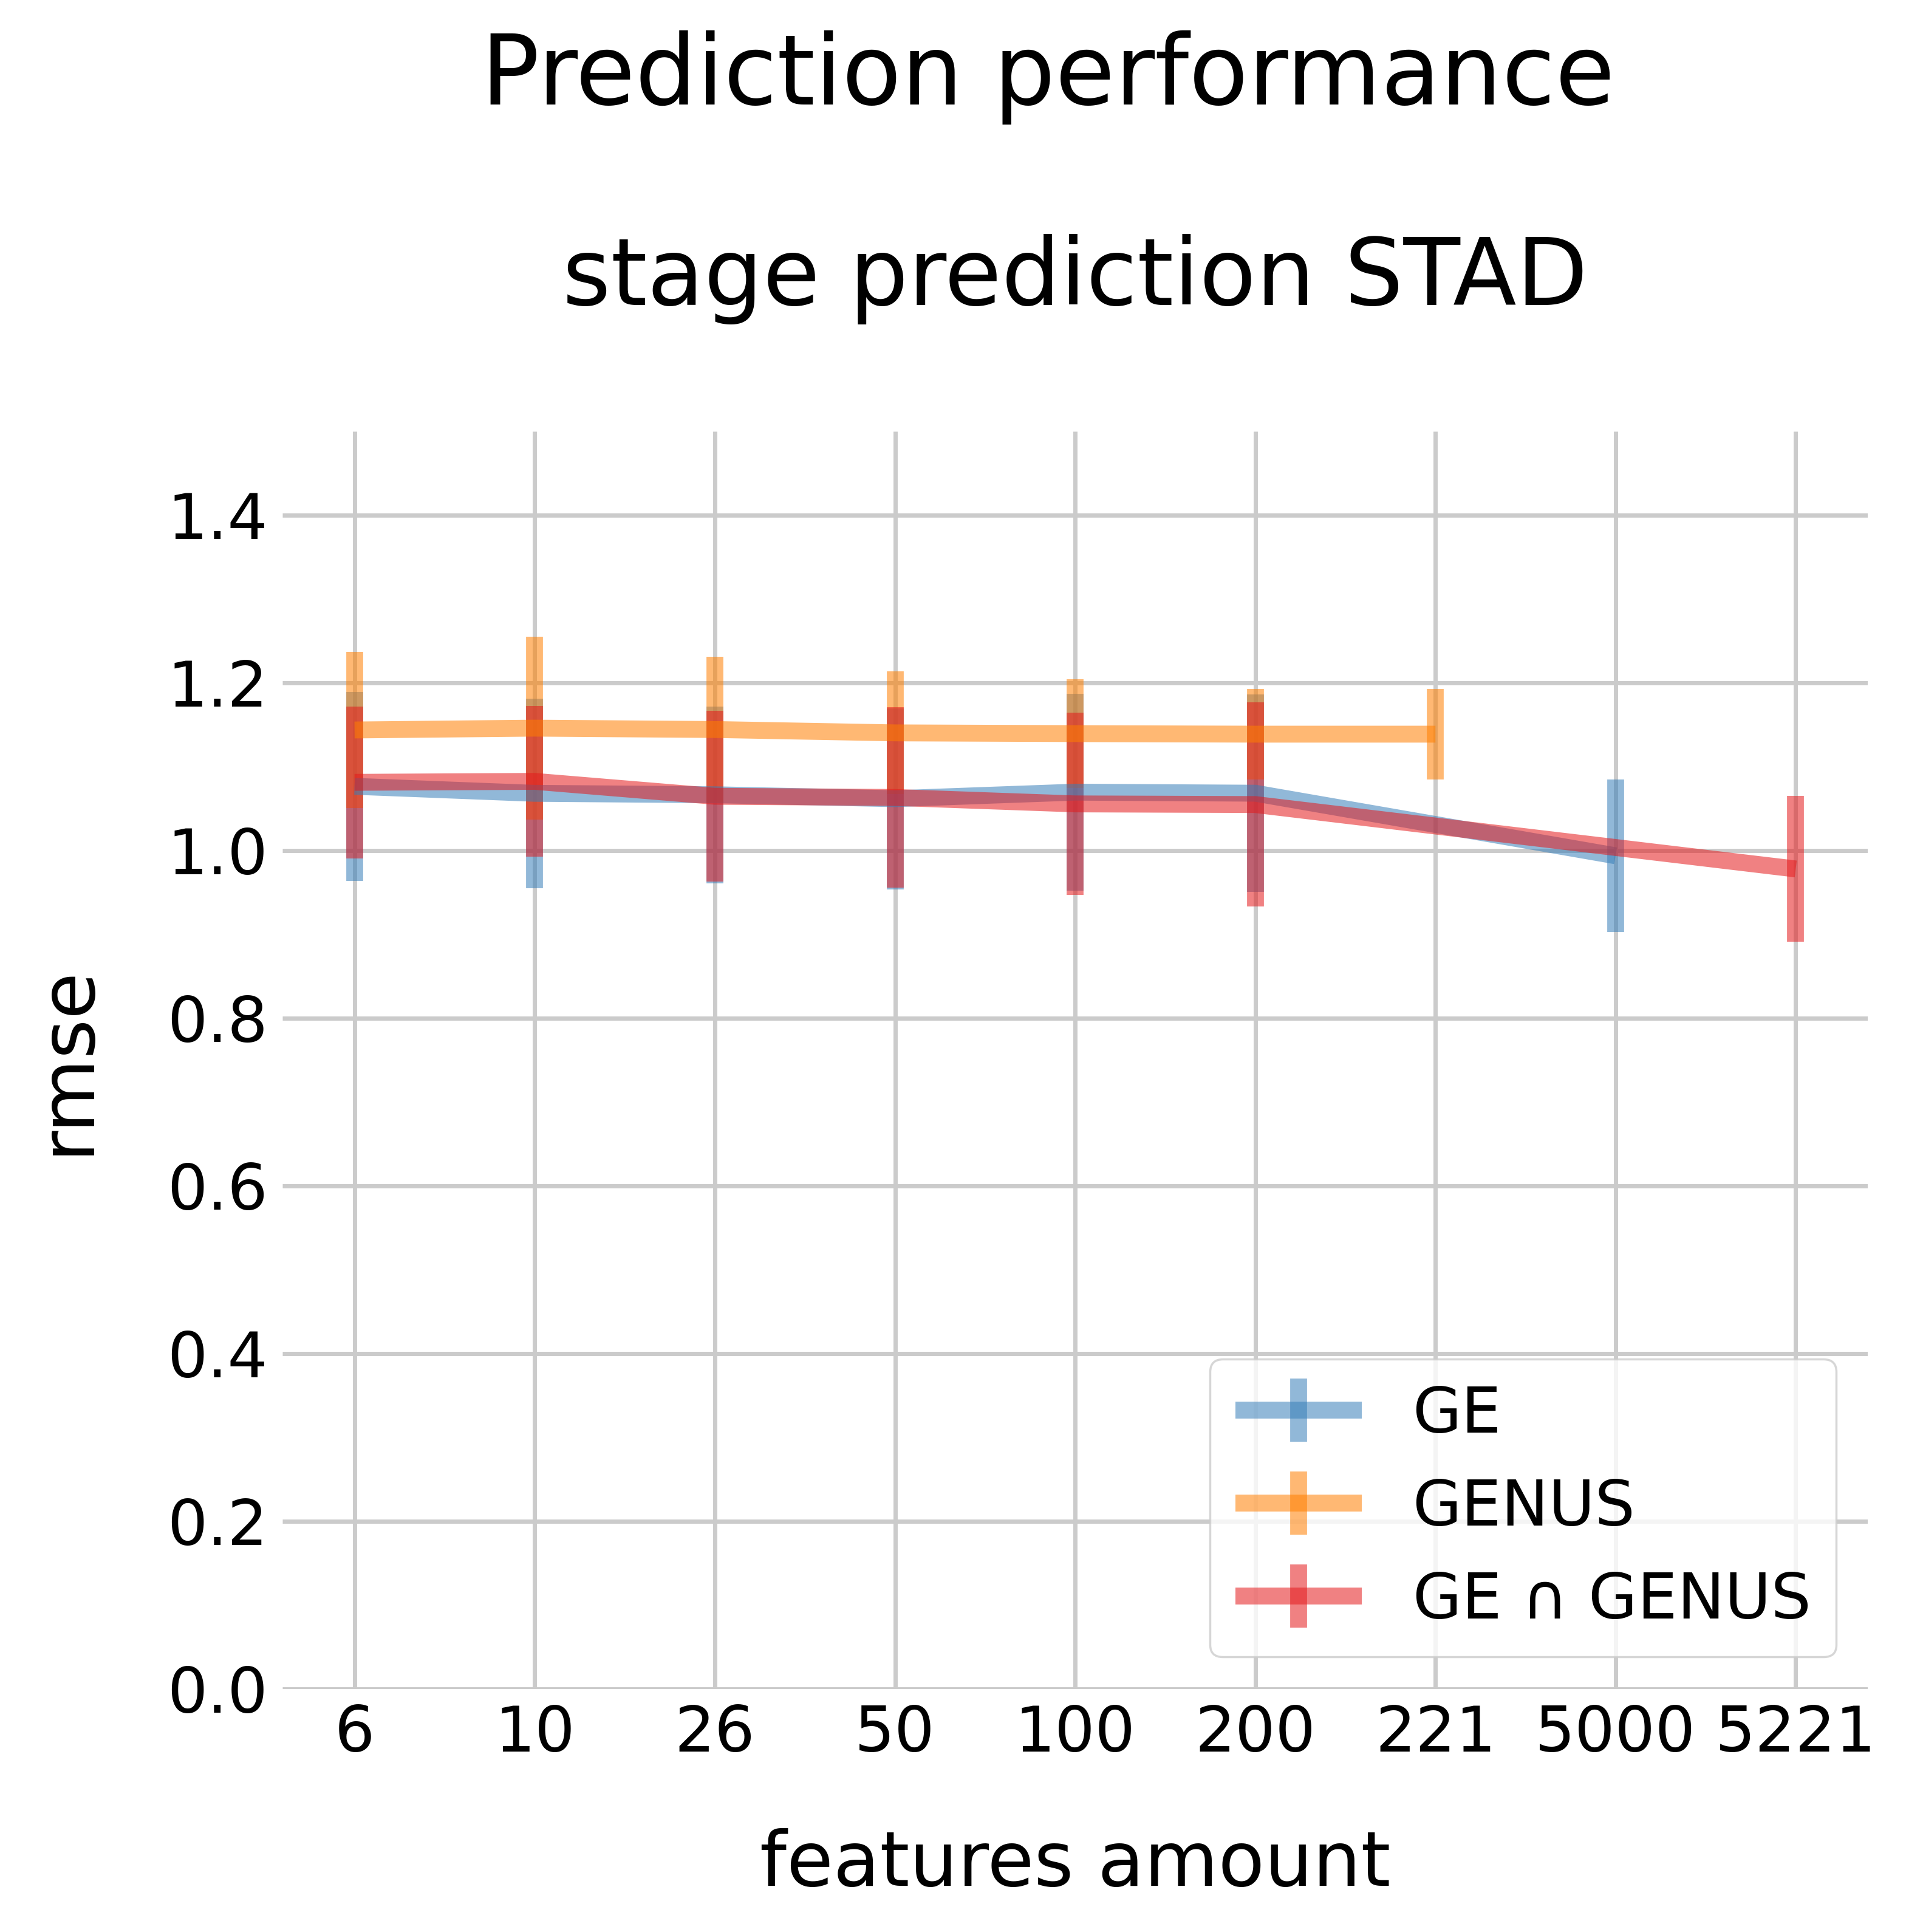 Prediction performance
stage prediction STAD
1.4
1.2
1.0
0.8
0.6
0.4
0.2
0.0
rmse
GE
GENUS
GE ∩ GENUS
6 10 26 50 100 200 221 5000 5221
features amount